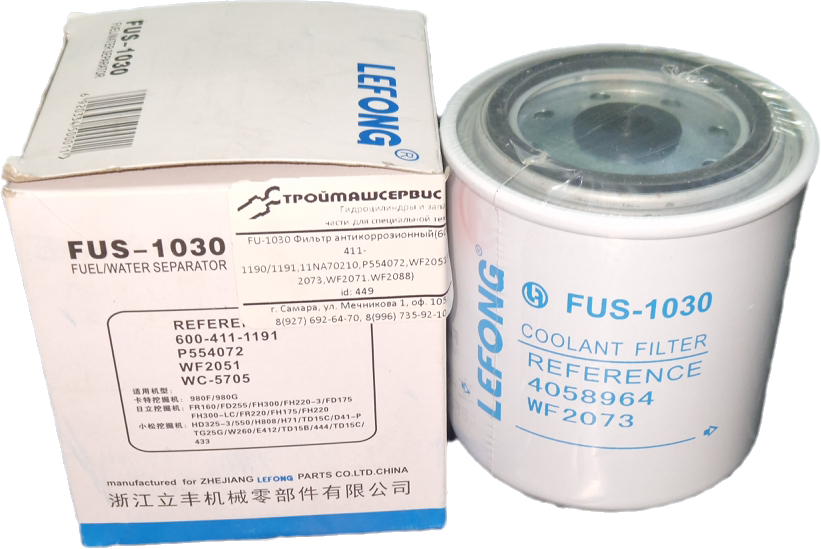 FUS-1030
FUEL/WATER SEPARATOR
LEFONG®
ТРОЙМАШСЕРВИС
Гидроцилиндры и запа
части для специальной те
FU-1030 Фильтр антикоррозионный(60
411-
1190/1191,11NA70210,P554072,WF2051
2073,WF2071.WF2088)
id: 449
г. Самара, ул. Мечникова 1, оф. 105
8(927) 692-64-70, 8(996) 735-92-10
FUS-1030
FUEL/WATER SEPARATOR
REFERE
600-411-1191
P554072
WF2051
WC-5705
适用机型:
卡特挖掘机: 980F/980G
日立挖掘机: FR160/FD255/FH300/FH220-3/FD175
FH300-LC/FR220/FH175/FH220
小松挖掘机: HD325-3/550/H808/H71/TD15C/D41-P
TG25G/W260/E412/TD15B/444/TD15C/
433
manufactured for ZHEJIANG LEFONG PARTS CO.LTD.CHINA
浙江立丰机械零部件有限公司
LEFONG®
FUS-1030
COOLANT FILTER
REFERENCE
4058964
WF2073